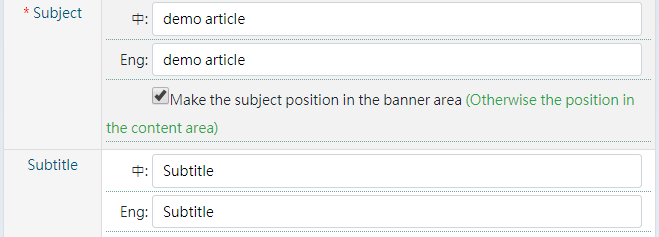 * Subject
中: demo article
Eng: demo article
Make the subject position in the banner area (Otherwise the position in
the content area)
Subtitle
中: Subtitle
Eng: Subtitle